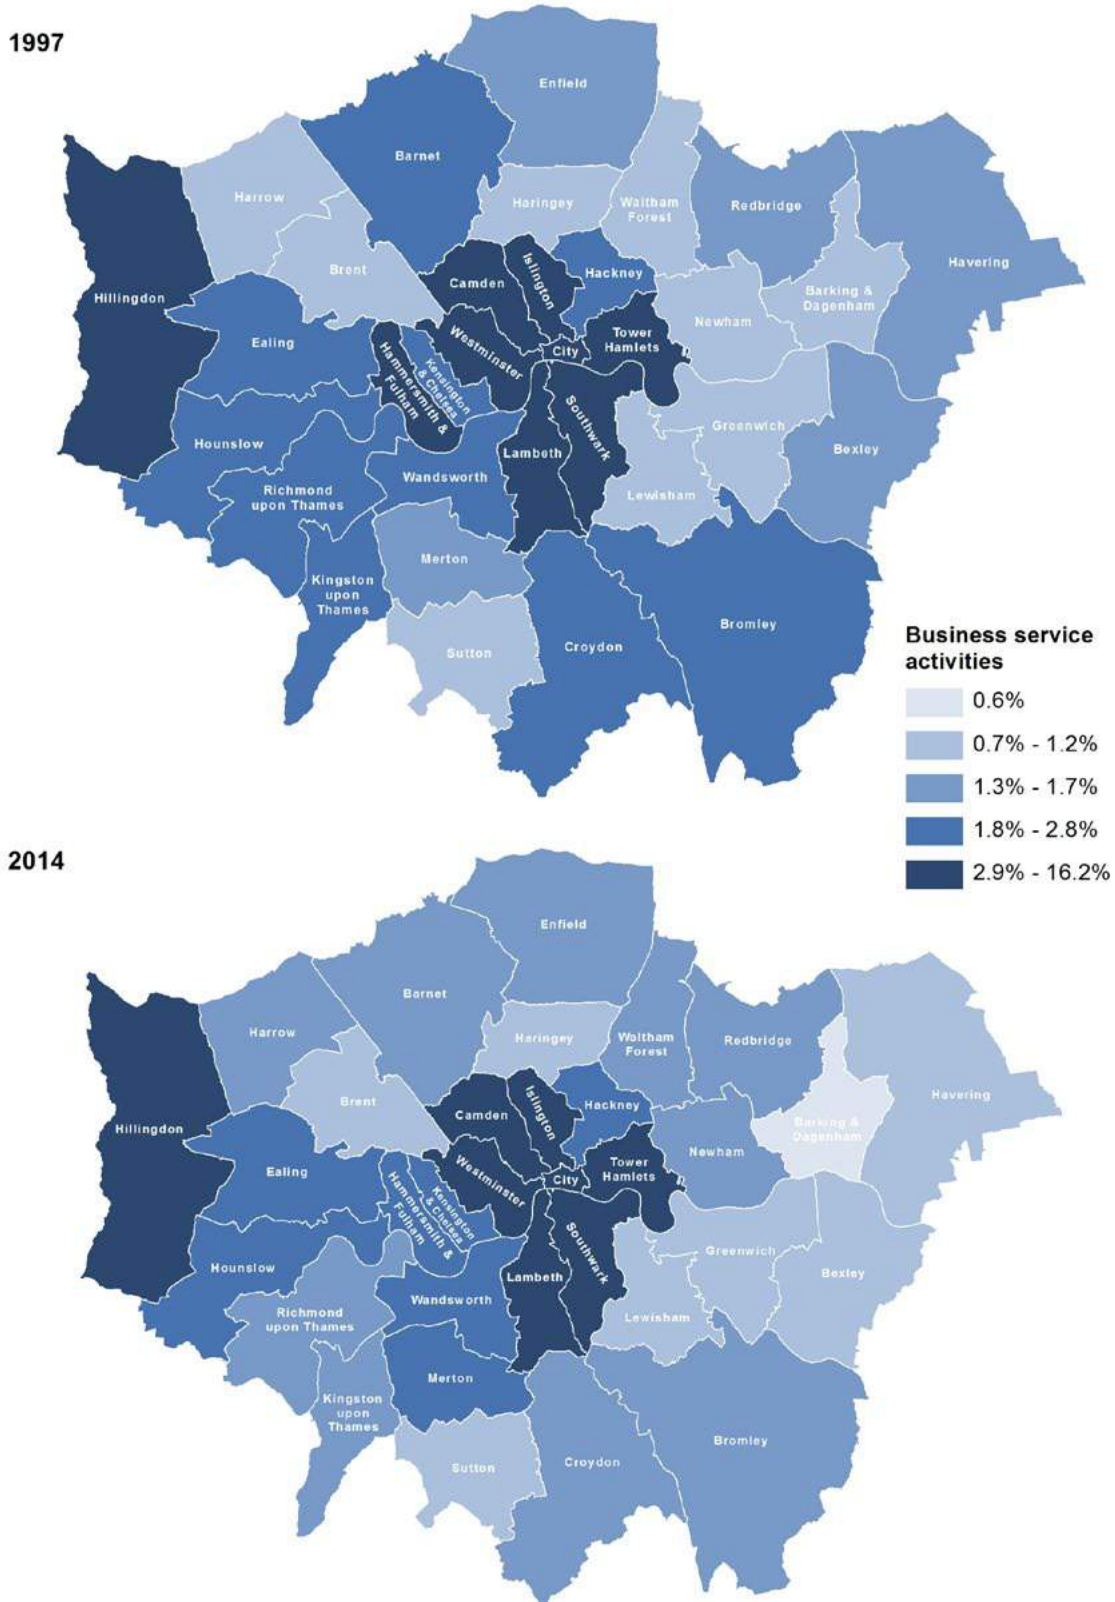 1997
Enfield
Barnet
Harrow
Haringey
Waltham
Forest
Redbridge
Havering
Brent
Hillingdon
Camden
Islington
Hackney
Barking &
Dagenham
Newham
Ealing
Westminster
City
Tower
Hamlets
Hammersmith &
Fulham
Kensington
& Chelsea
Southwark
Lambeth
Greenwich
Bexley
Hounslow
Richmond
upon Thames
Wandsworth
Lewisham
Merton
Kingston
upon
Thames
Sutton
Croydon
Bromley
Business service
activities
0.6%
0.7% - 1.2%
1.3% - 1.7%
1.8% - 2.8%
2.9% - 16.2%
2014
Enfield
Barnet
Harrow
Haringey
Waltham
Forest
Redbridge
Havering
Brent
Hillingdon
Camden
Islington
Hackney
Barking &
Dagenham
Newham
Ealing
Westminster
City
Tower
Hamlets
Hammersmith &
Fulham
Kensington
& Chelsea
Southwark
Lambeth
Greenwich
Bexley
Hounslow
Richmond
upon Thames
Wandsworth
Lewisham
Merton
Kingston
upon
Thames
Sutton
Croydon
Bromley